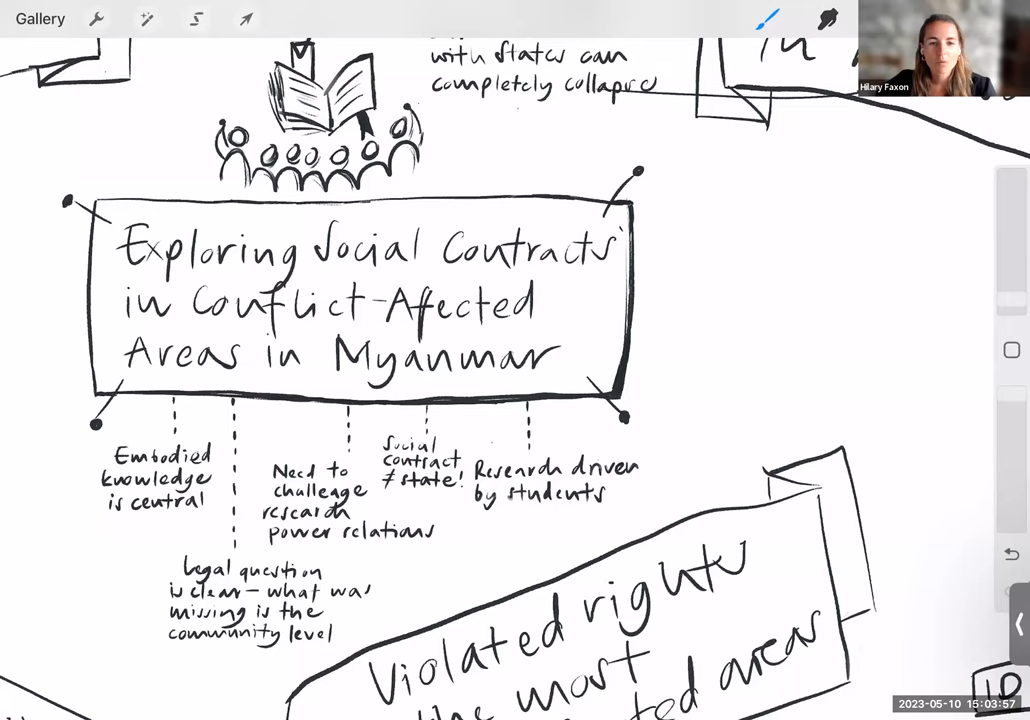 Gallery
with states can
completely collapse
in
Hilary Faxon
Exploring Social Contracts
in Conflict-Affected
Areas in Myanmar
Embodied
knowledge
is central
Legal question
is clear – what was
missing is the
community level
Need to
challenge
research
power relations
Social
contract
≠ state!
Research driven
by students
Violated rights
the most
areas
ID
2023-05-10 15:03:57